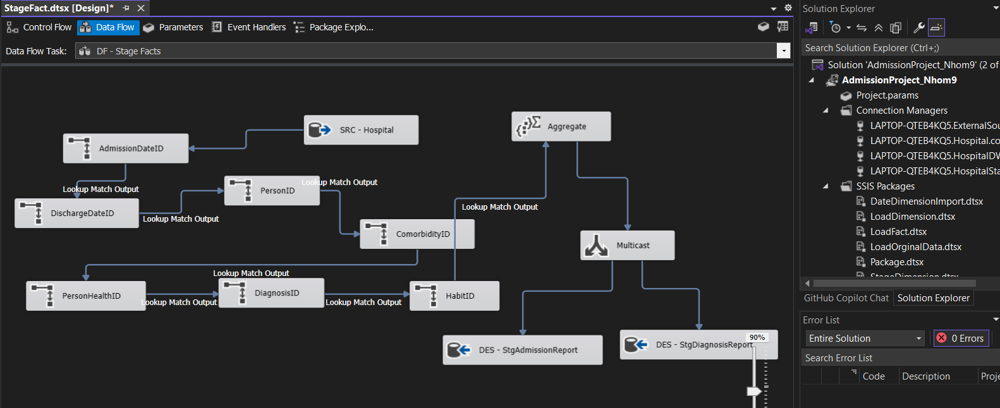 StageFact.dtsx [Design]*
Control Flow
Data Flow
Parameters
Event Handlers
Package Explo...
Data Flow Task:
DF - Stage Facts
SRC - Hospital
Aggregate
AdmissionDateID
Lookup Match Output
PersonID
Lookup Match Output
DischargeDateID
Lookup Match Output
Lookup Match Output
ComorbidityID
Multicast
Lookup Match Output
PersonHealthID
DiagnosisID
HabitID
Lookup Match Output
Lookup Match Output
DES - StgAdmissionReport
DES - StgDiagnosisReport
90%
Solution Explorer
Search Solution Explorer (Ctrl+;)
Solution 'AdmissionProject_Nhom9' (2 of
AdmissionProject_Nhom9
Project.params
Connection Managers
LAPTOP-QTEB4KQ5.ExternalSou
LAPTOP-QTEB4KQ5.Hospital.co
LAPTOP-QTEB4KQ5.HospitalDV
LAPTOP-QTEB4KQ5.HospitalSta
SSIS Packages
DateDimensionImport.dtsx
LoadDimension.dtsx
LoadFact.dtsx
LoadOrginalData.dtsx
Package.dtsx
StageDimension.dtsx
GitHub Copilot Chat
Solution Explorer
Error List
Entire Solution
0 Errors
Search Error List
Code
Description
Proje